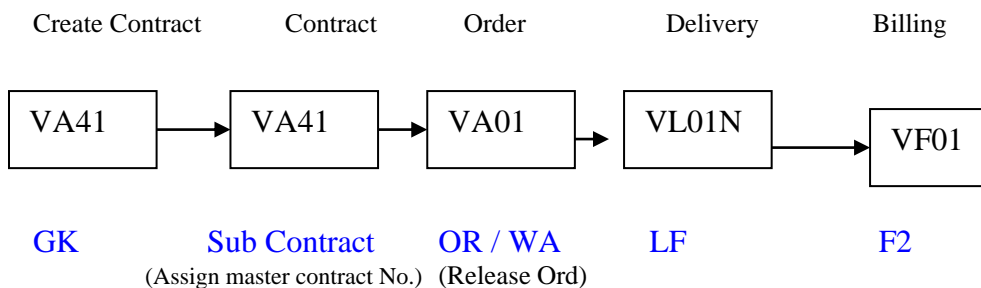 Create Contract Contract Order Delivery Billing
VA41 VA41 VA01 VL01N VF01
GK Sub Contract OR / WA LF F2
(Assign master contract No.) (Release Ord)